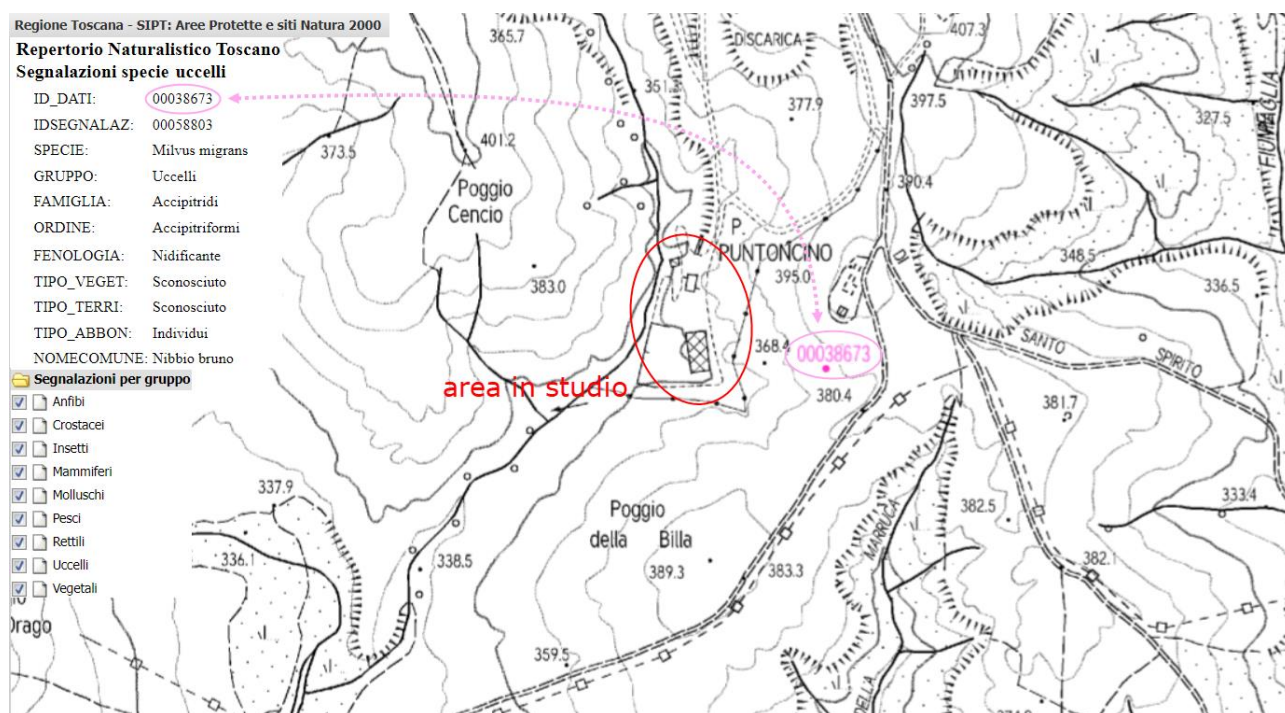 Regione Toscana - SIPT: Aree Protette e siti Natura 2000
Repertorio Naturalistico Toscano
Segnalazioni specie uccelli
ID_DATI: 00038673
IDSEGNALAZ: 00058803
SPECIE: Milvus migrans
GRUPPO: Uccelli
FAMIGLIA: Accipitridi
ORDINE: Accipitriformi
FENOLOGIA: Nidificante
TIPO_VEGET: Sconosciuto
TIPO_TERRI: Sconosciuto
TIPO_ABBON: Individui
NOMECOMUNE: Nibbio bruno
Segnalazioni per gruppo
Anfibi
Crostacei
Insetti
Mammiferi
Molluschi
Pesci
Rettili
Uccelli
Vegetali
365.7
DISCARICA
407.3
377.9
397.5
327.5
FIUMAGLIA
401.2
373.5
Poggio
Cencio
390.4
P.
PUNTONCINO
395.0
348.5
336.5
383.0
368.4
00038673
SANTO
SPIRITO
DI
area in studio
380.4
381.7
337.9
Poggio
della Billa
389.3
383.3
MARRUCA
DELLA
382.5
333.4
382.1
336.1
338.5
359.5
Drago